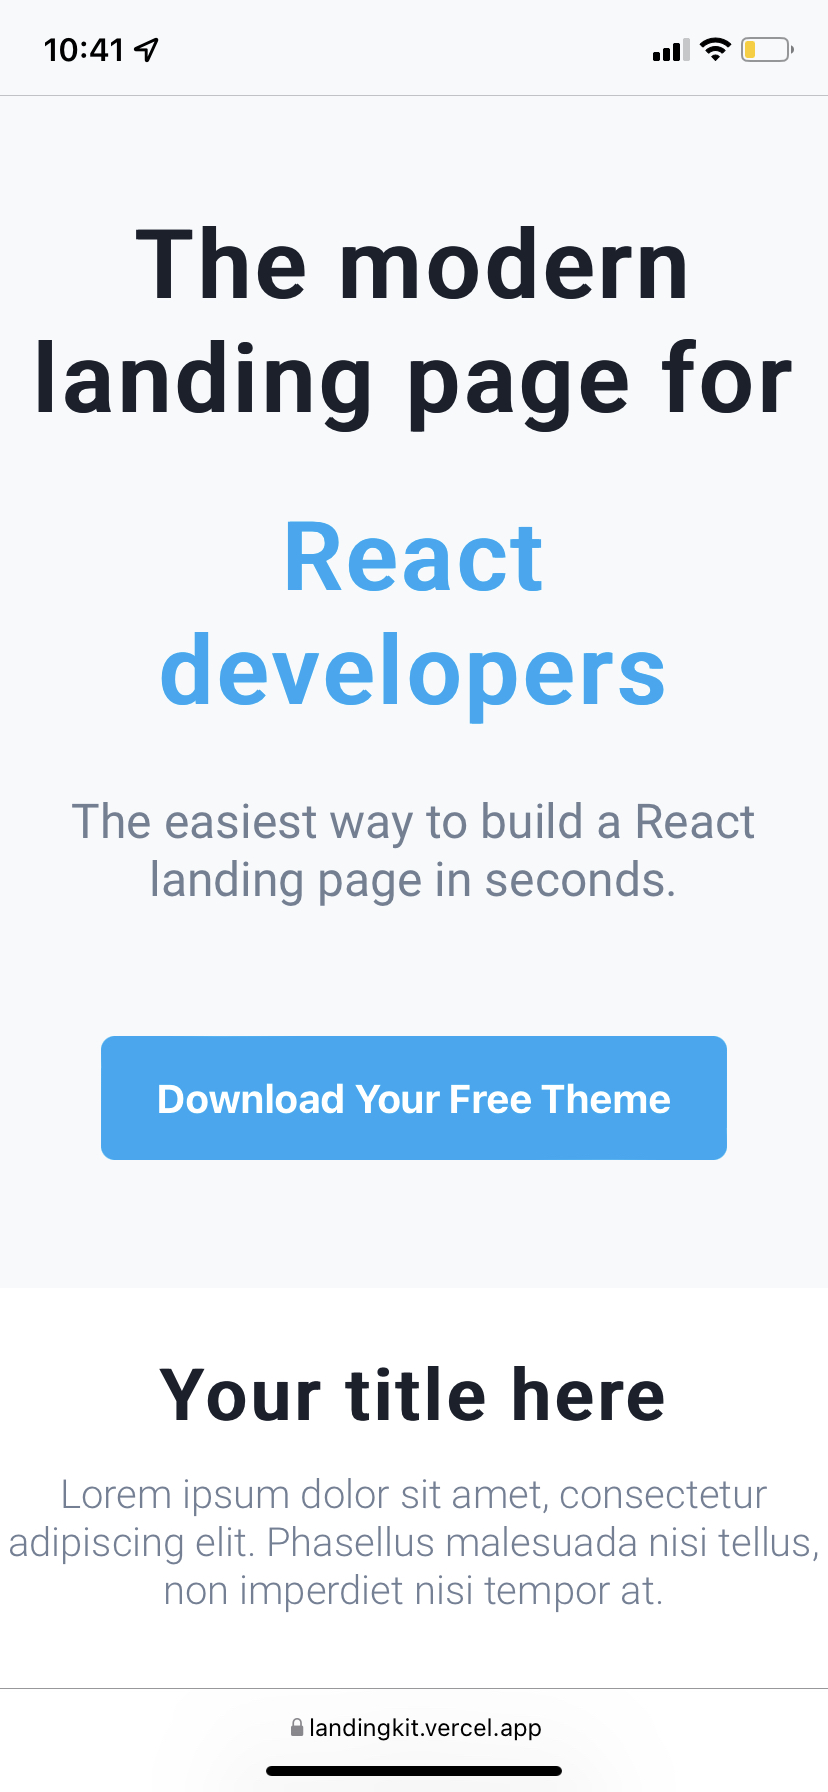 10:41
The modern
landing page for
React
developers
The easiest way to build a React
landing page in seconds.
Download Your Free Theme
Your title here
Lorem ipsum dolor sit amet, consectetur
adipiscing elit. Phasellus malesuada nisi tellus,
non imperdiet nisi tempor at.
landingkit.vercel.app